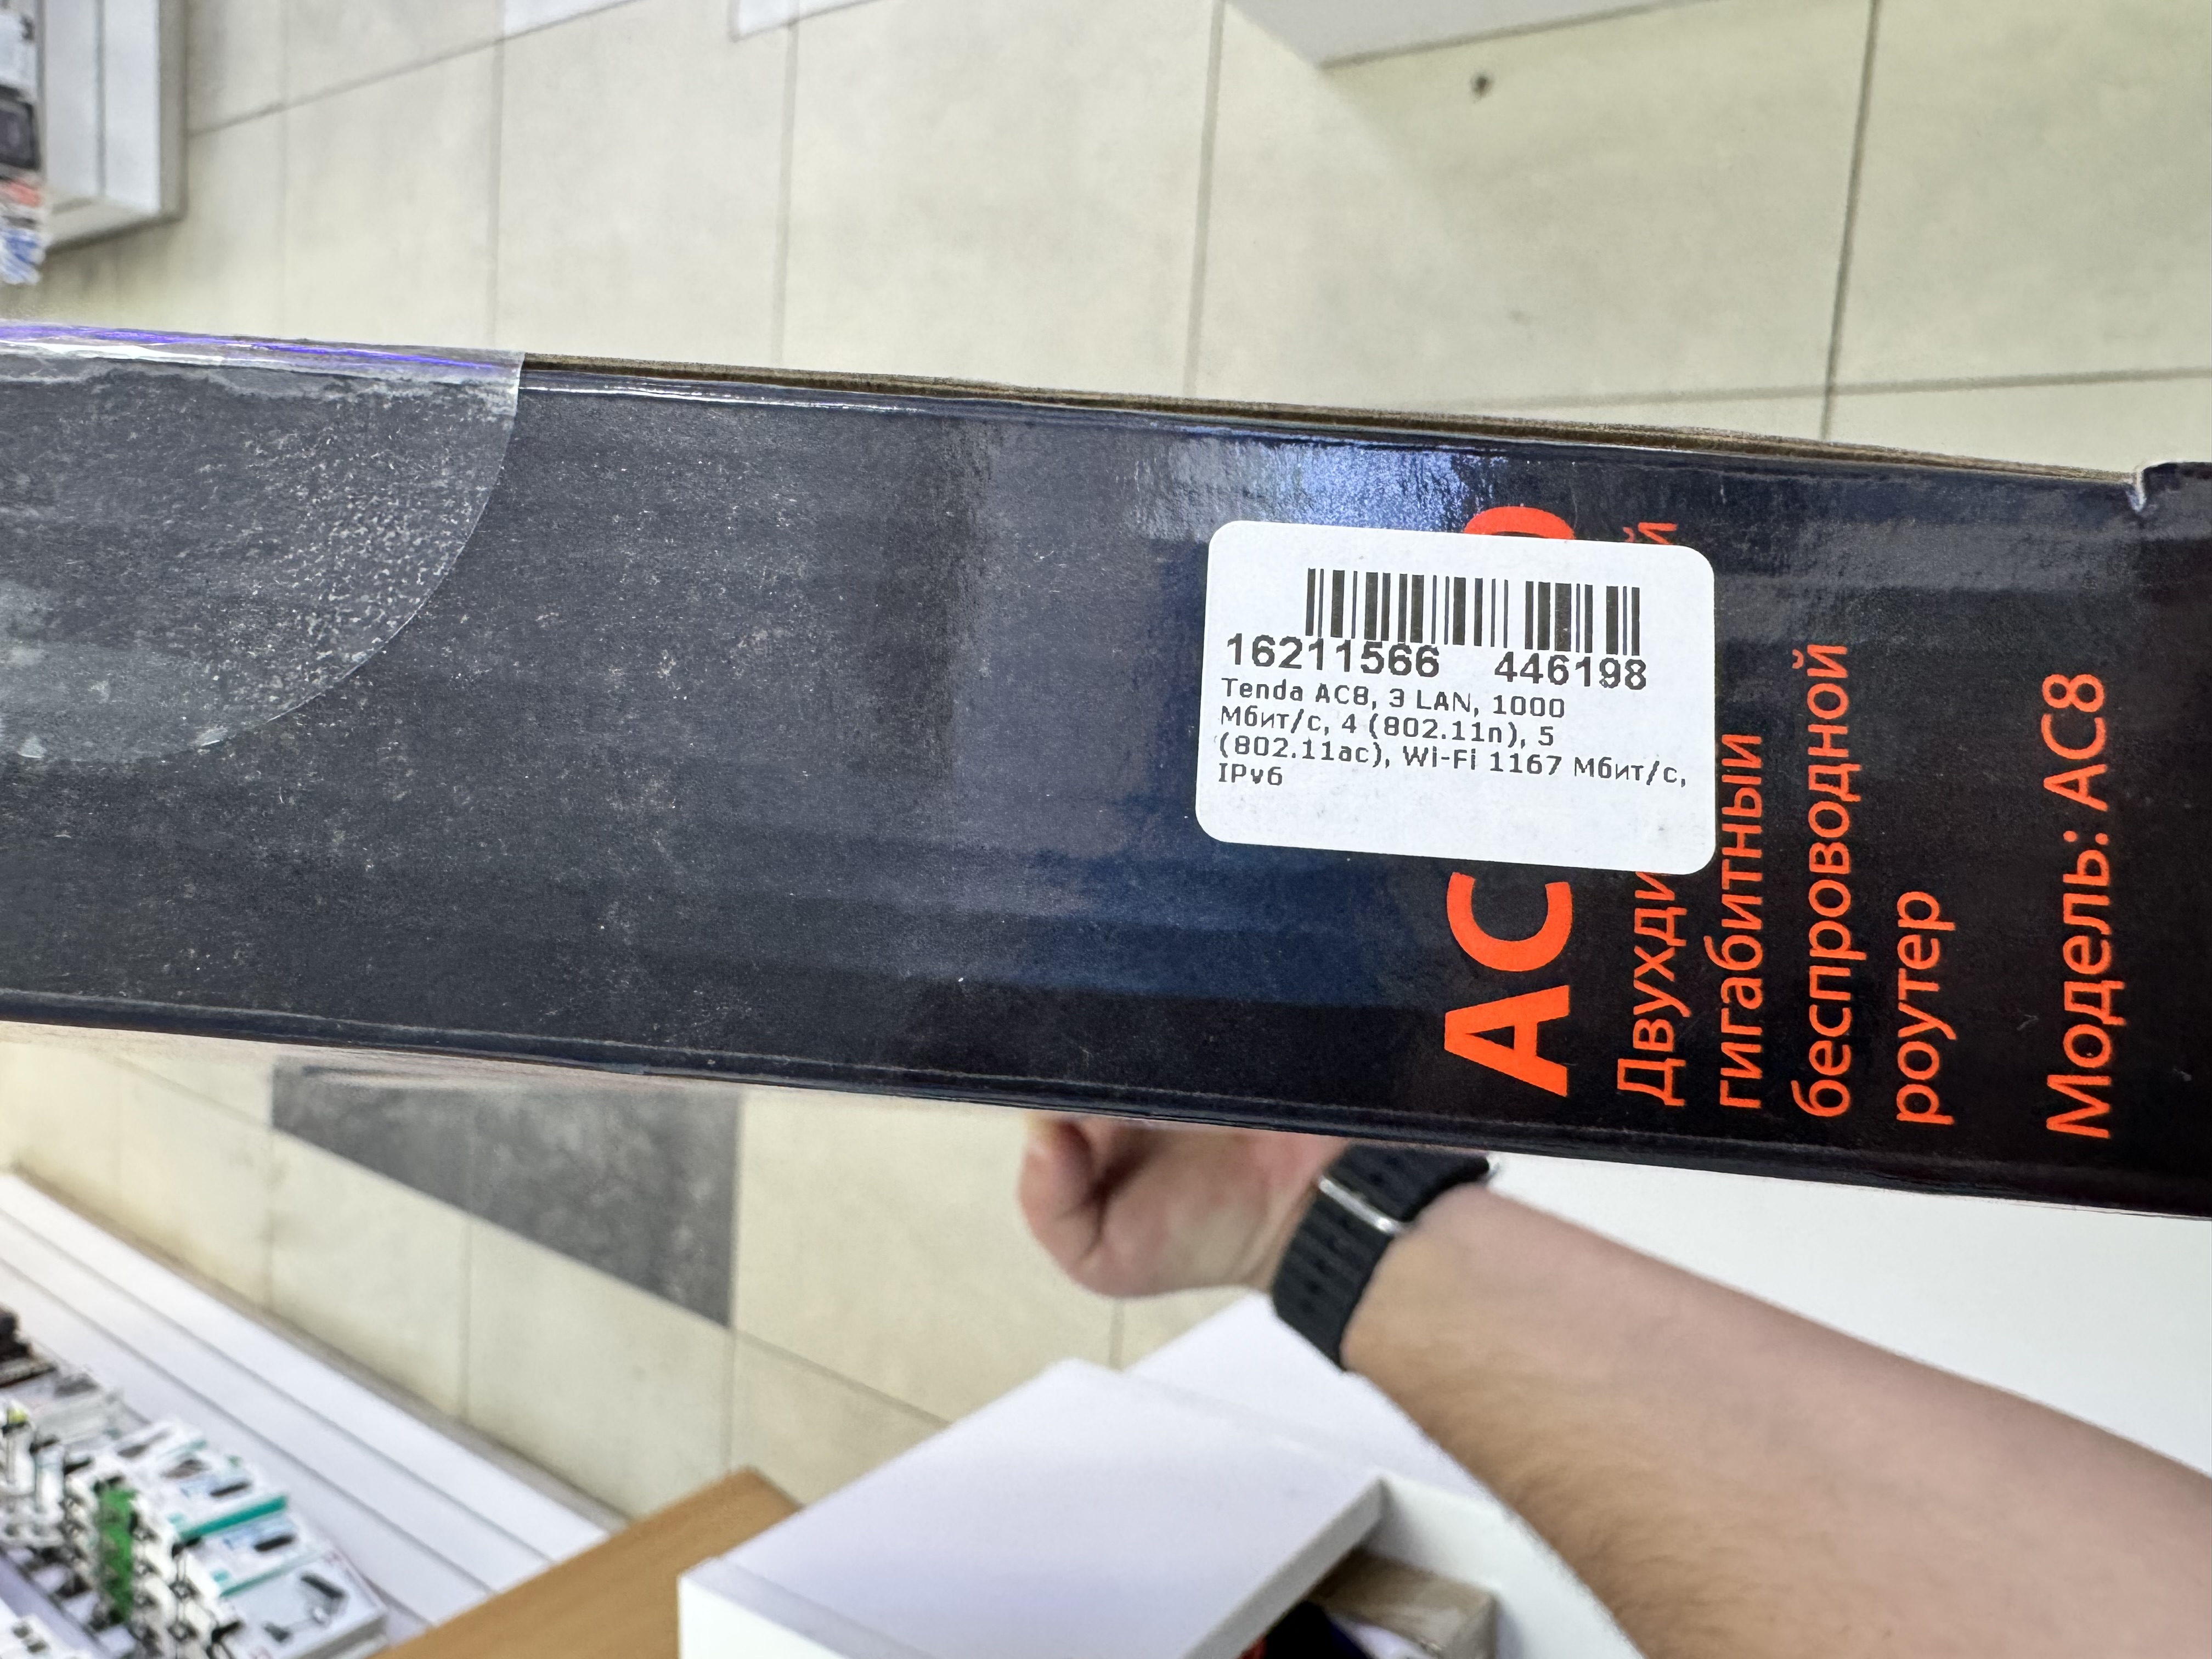 16211566 446198
Tenda AC8, 3 LAN, 1000
Мбит/с, 4 (802.11n), 5
(802.11ac), Wi-Fi 1167 Мбит/с,
IPv6
AC
гигабитный
беспроводной
роутер
Модель: AC8